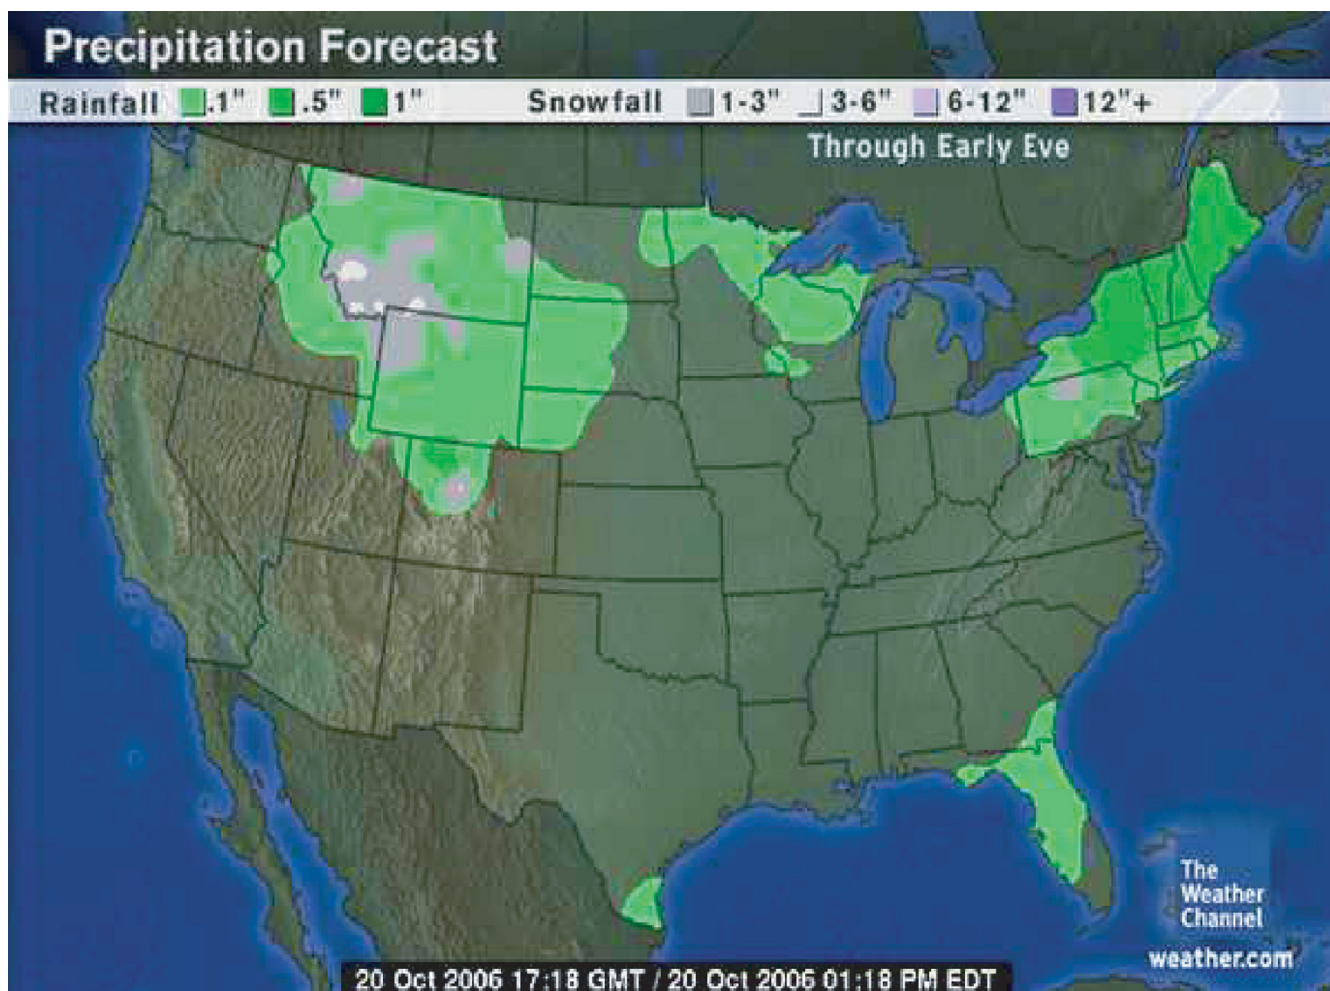 Precipitation Forecast
Rainfall .1" .5" 1" Snowfall 1-3" 3-6" 6-12" 12"+
Through Early Eve
The
Weather
Channel
weather.com
20 Oct 2006 17:18 GMT / 20 Oct 2006 01:18 PM EDT